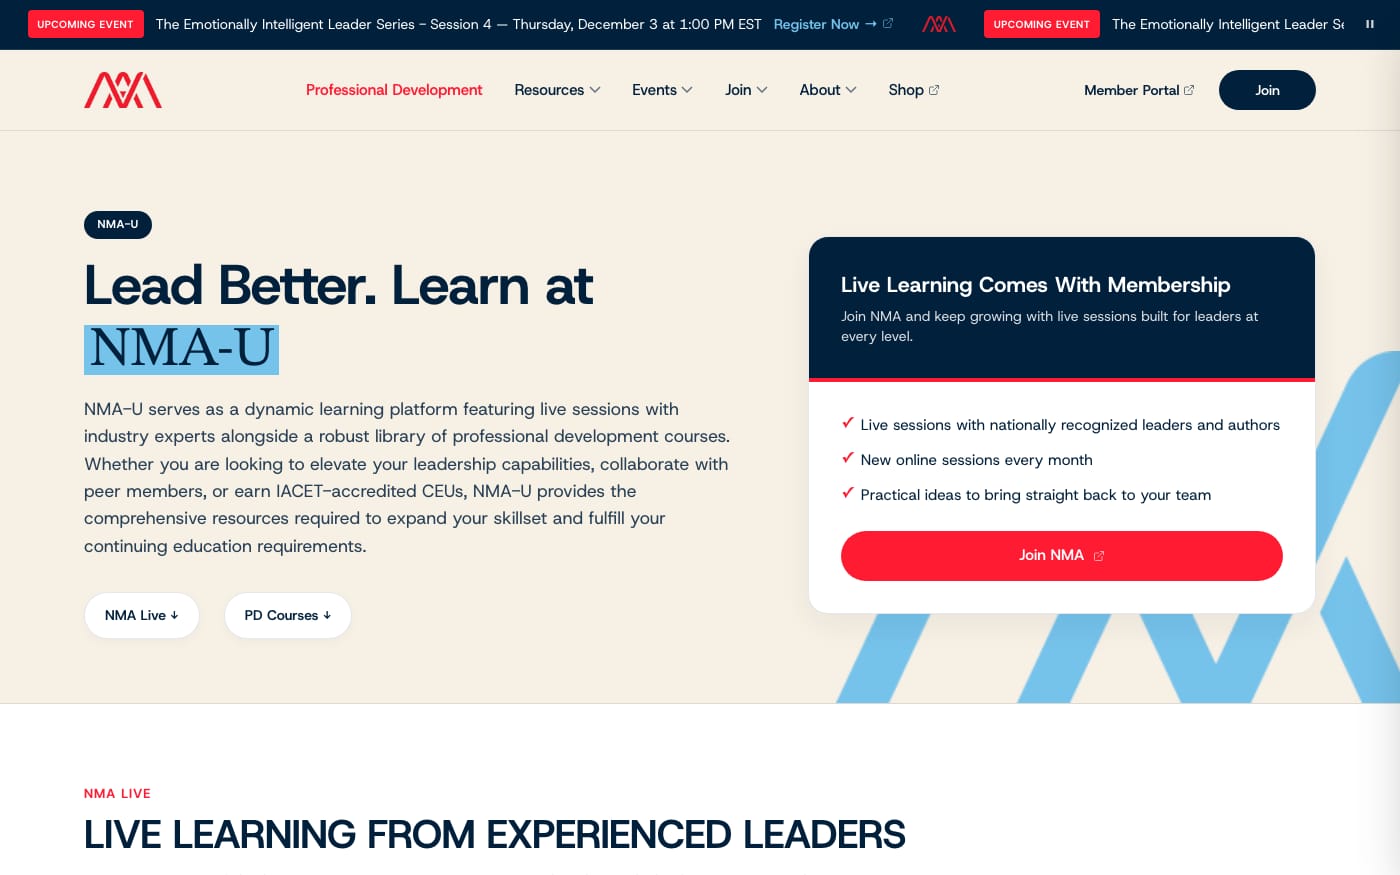 UPCOMING EVENT The Emotionally Intelligent Leader Series - Session 4 — Thursday, December 3 at 1:00 PM EST Register Now → UPCOMING EVENT The Emotionally Intelligent Leader
Professional Development Resources Events Join About Shop Member Portal Join
NMA-U
Lead Better. Learn at
NMA-U
NMA-U serves as a dynamic learning platform featuring live sessions with
industry experts alongside a robust library of professional development courses.
Whether you are looking to elevate your leadership capabilities, collaborate with
peer members, or earn IACET-accredited CEUs, NMA-U provides the
comprehensive resources required to expand your skillset and fulfill your
continuing education requirements.
NMA Live ↓ PD Courses ↓
Live Learning Comes With Membership
Join NMA and keep growing with live sessions built for leaders at
every level.
✓ Live sessions with nationally recognized leaders and authors
✓ New online sessions every month
✓ Practical ideas to bring straight back to your team
Join NMA
NMA LIVE
LIVE LEARNING FROM EXPERIENCED LEADERS